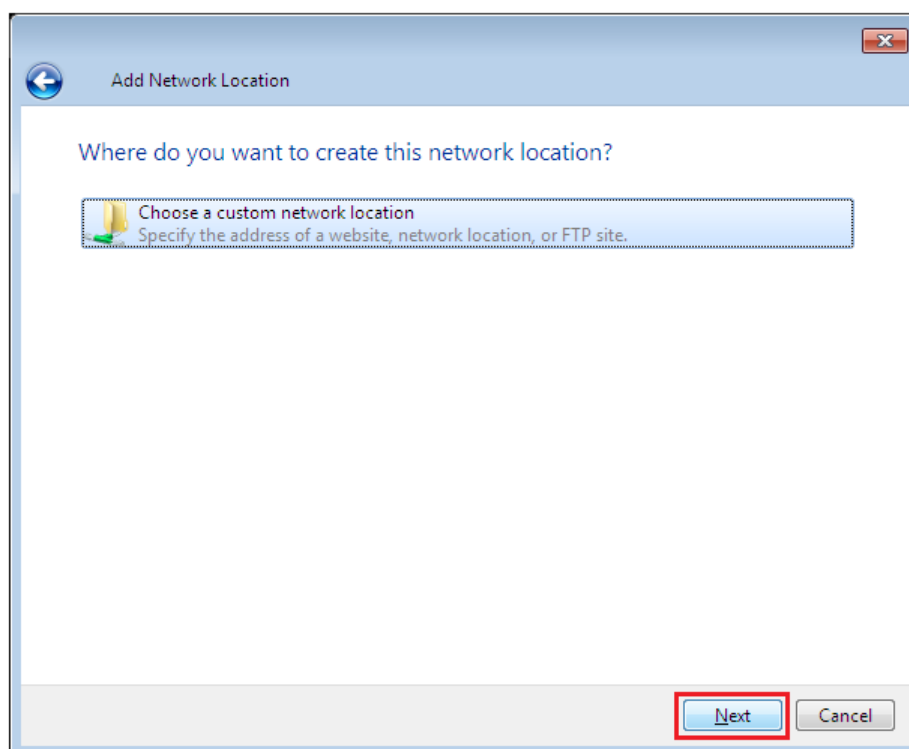 Add Network Location
Where do you want to create this network location?
Choose a custom network location
Specify the address of a website, network location, or FTP site.
Next
Cancel